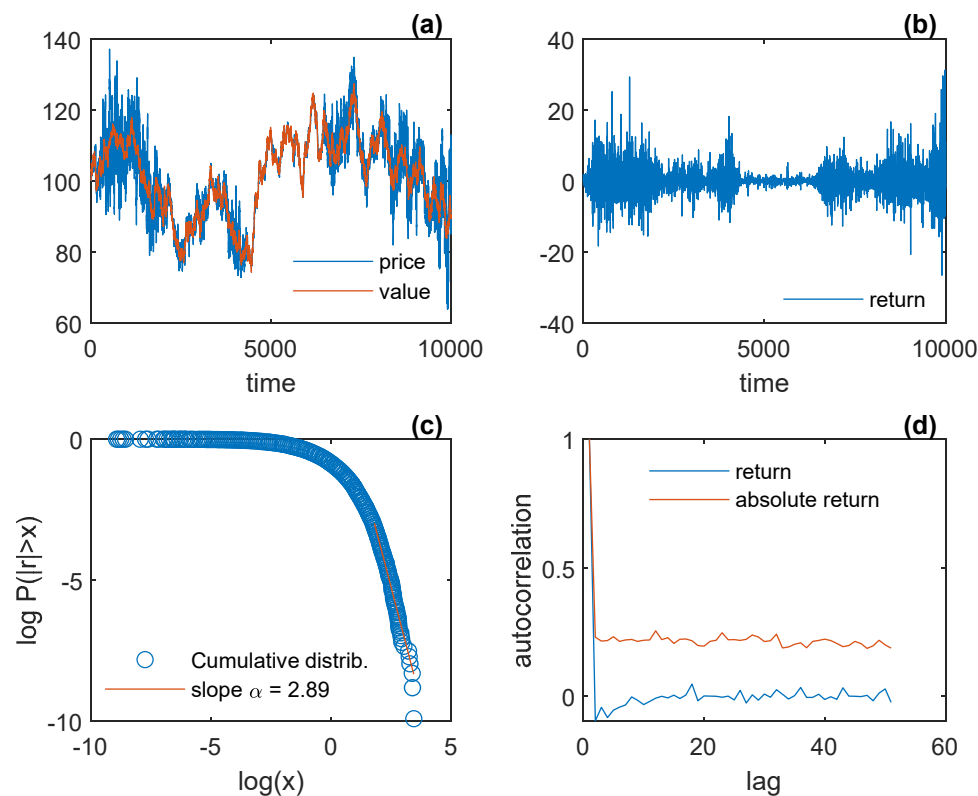 (a)
140
120
100
80
60
price
value
0
5000
10000
time
(b)
40
20
0
-20
-40
return
0
5000
10000
time
(c)
0
-5
-10
log P(|r|>x)
Cumulative distrib.
slope α = 2.89
-10
-5
0
5
log(x)
(d)
1
0.5
0
autocorrelation
return
absolute return
0
20
40
60
lag